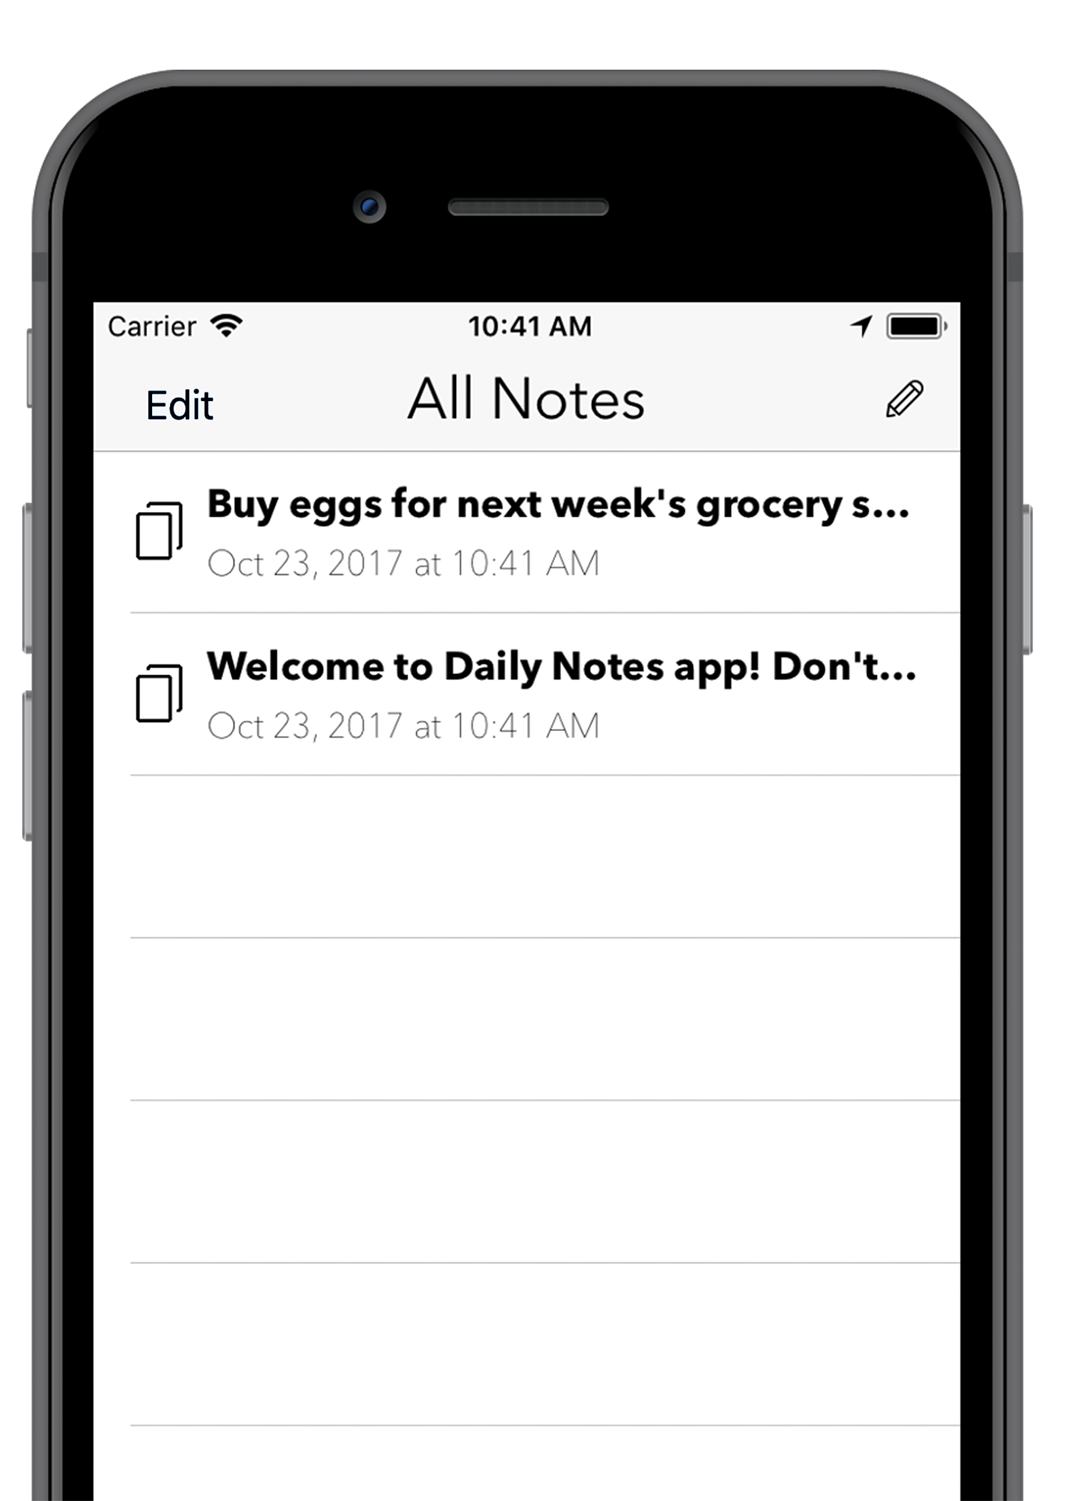 Carrier 10:41 AM
Edit All Notes
Buy eggs for next week's grocery s...
Oct 23, 2017 at 10:41 AM
Welcome to Daily Notes app! Don't...
Oct 23, 2017 at 10:41 AM